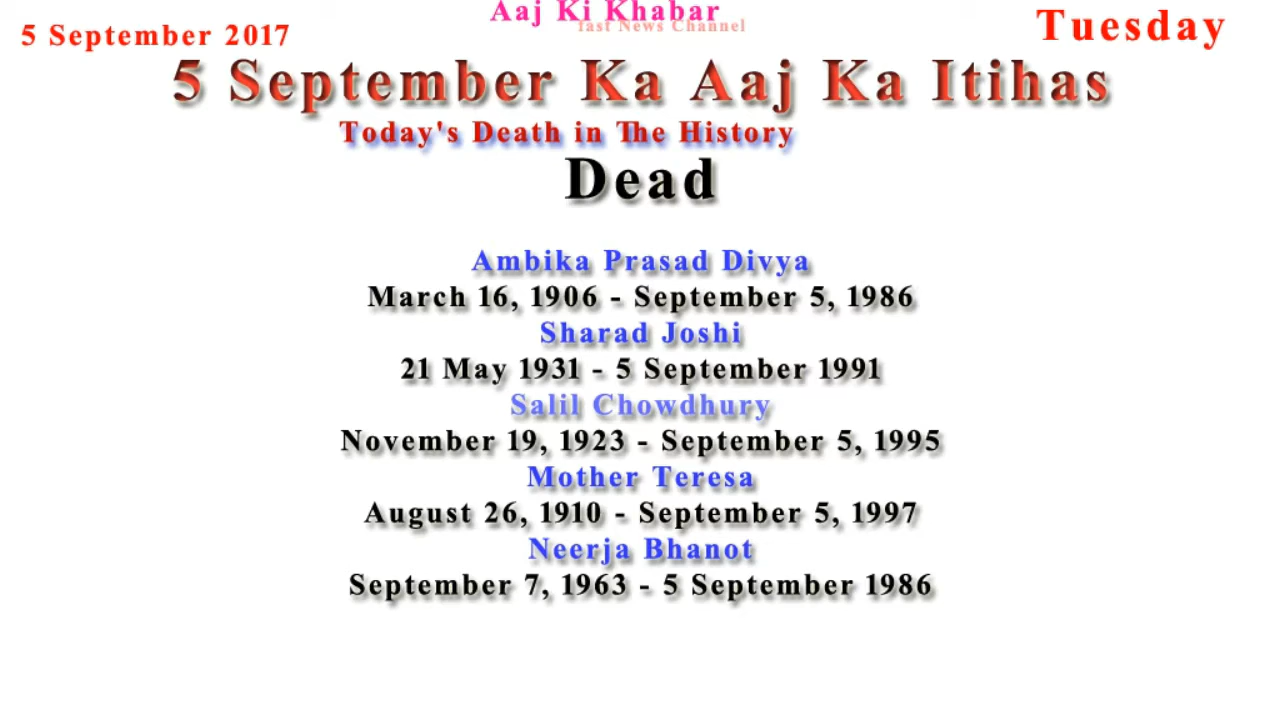 Aaj Ki Khabar
fast News Channel
5 September 2017
Tuesday
5 September Ka Aaj Ka Itihas
Today's Death in The History
Dead
Ambika Prasad Divya
March 16, 1906 - September 5, 1986
Sharad Joshi
21 May 1931 - 5 September 1991
Salil Chowdhury
November 19, 1923 - September 5, 1995
Mother Teresa
August 26, 1910 - September 5, 1997
Neerja Bhanot
September 7, 1963 - 5 September 1986